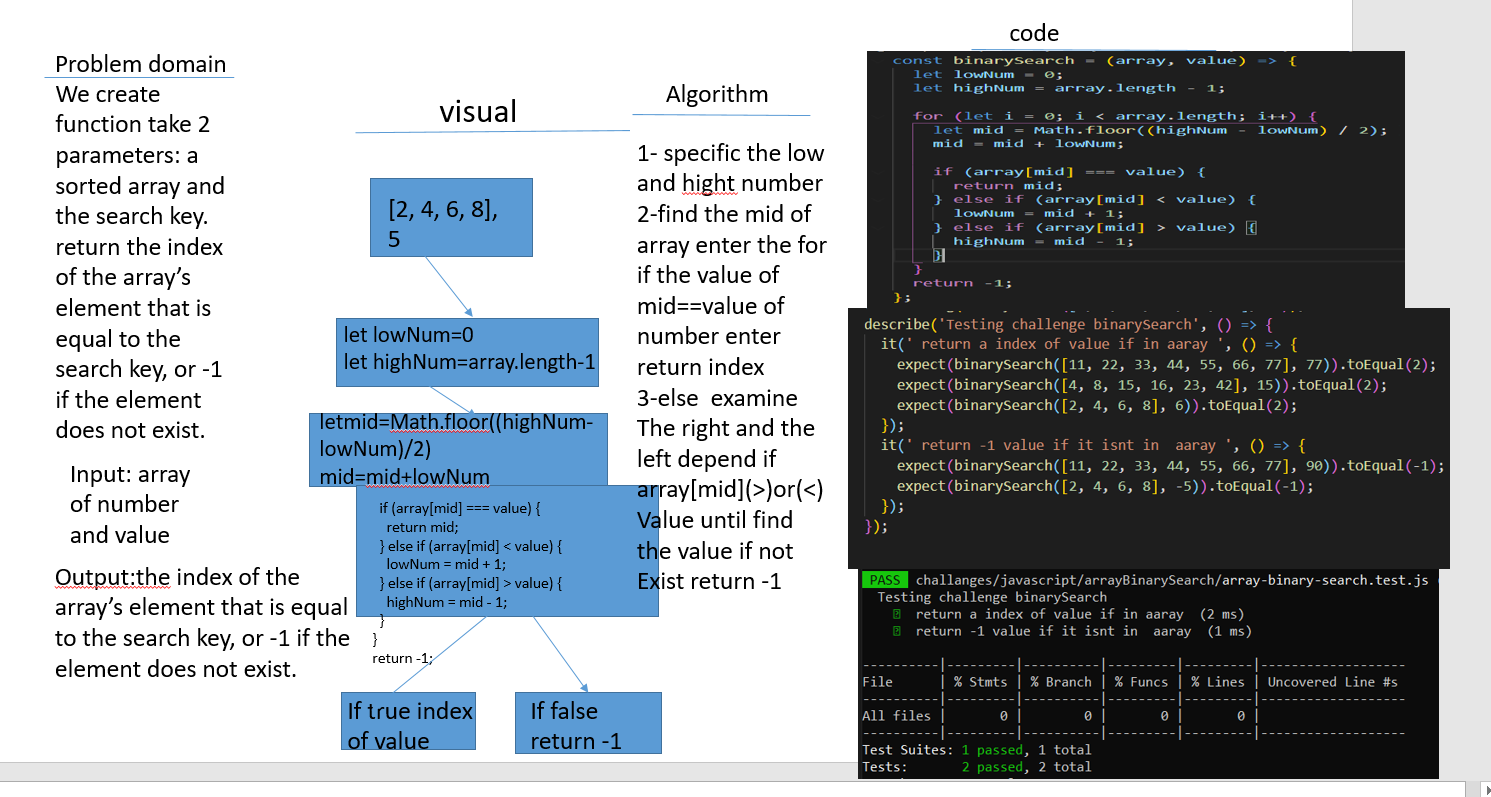 Problem domain
We create
function take 2
parameters: a
sorted array and
the search key.
return the index
of the array’s
element that is
equal to the
search key, or -1
if the element
does not exist.
Input: array
of number
and value
Output:the index of the
array’s element that is equal
to the search key, or -1 if the
element does not exist.
visual
[2, 4, 6, 8],
5
let lowNum=0
let highNum=array.length-1
letmid=Math.floor((highNum-
lowNum)/2)
mid=mid+lowNum
if (array[mid] === value) {
return mid;
} else if (array[mid] < value) {
lowNum = mid + 1;
} else if (array[mid] > value) {
highNum = mid - 1;
}
}
return -1;
If true index
of value
If false
return -1
Algorithm
1- specific the low
and hight number
2-find the mid of
array enter the for
if the value of
mid==value of
number enter
return index
3-else  examine
The right and the
left depend if
array[mid](>)or(<)
Value until find
the value if not
Exist return -1
code
const binarySearch = (array, value) => {
let lowNum = 0;
let highNum = array.length - 1;
for (let i = 0; i < array.length; i++) {
let mid = Math.floor((highNum - lowNum) / 2);
mid = mid + lowNum;
if (array[mid] === value) {
return mid;
} else if (array[mid] < value) {
lowNum = mid + 1;
} else if (array[mid] > value) {
highNum = mid - 1;
}
}
return -1;
};
describe('Testing challenge binarySearch', () => {
it(' return a index of value if in aaray ', () => {
expect(binarySearch([11, 22, 33, 44, 55, 66, 77], 77)).toEqual(2);
expect(binarySearch([4, 8, 15, 16, 23, 42], 15)).toEqual(2);
expect(binarySearch([2, 4, 6, 8], 6)).toEqual(2);
});
it(' return -1 value if it isnt in  aaray ', () => {
expect(binarySearch([11, 22, 33, 44, 55, 66, 77], 90)).toEqual(-1);
expect(binarySearch([2, 4, 6, 8], -5)).toEqual(-1);
});
});
PASS challanges/javascript/arrayBinarySearch/array-binary-search.test.js
Testing challenge binarySearch
return a index of value if in aaray  (2 ms)
return -1 value if it isnt in  aaray  (1 ms)
----------|---------|----------|---------|---------|-------------------
File | % Stmts | % Branch | % Funcs | % Lines | Uncovered Line #s
----------|---------|----------|---------|---------|-------------------
All files | 0 | 0 | 0 | 0 |
----------|---------|----------|---------|---------|-------------------
Test Suites: 1 passed, 1 total
Tests: 2 passed, 2 total